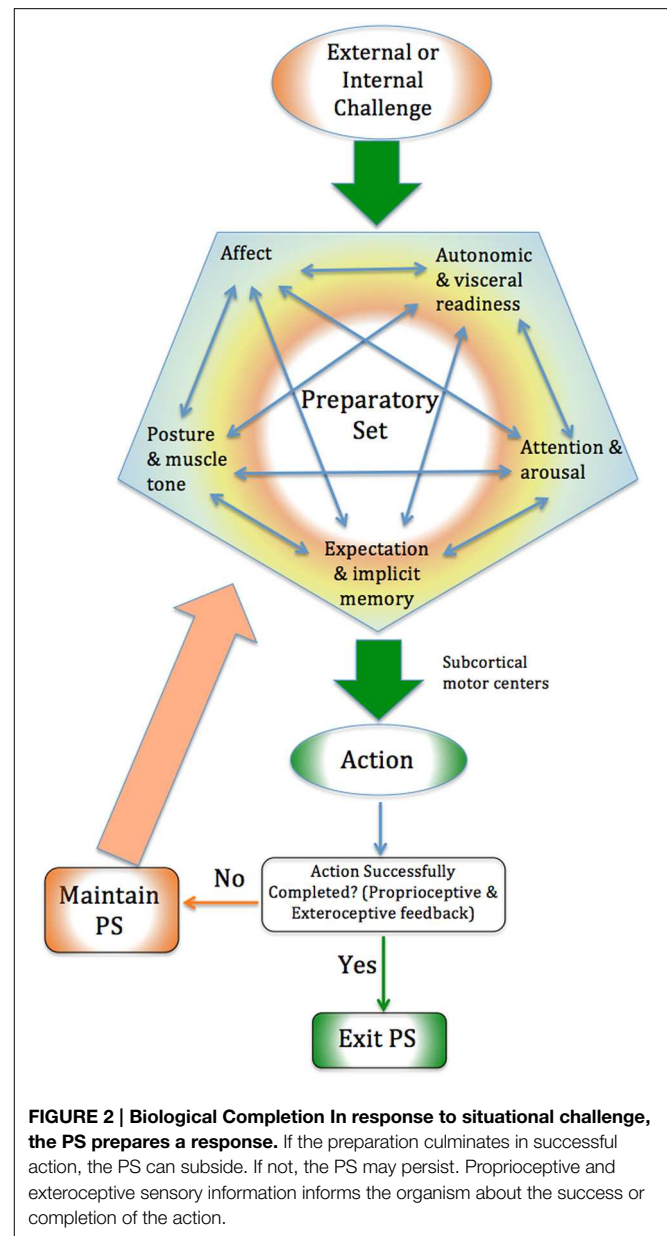 External or
Internal
Challenge
Affect
Autonomic
& visceral
readiness
Preparatory
Set
Posture
& muscle
tone
Attention &
arousal
Expectation
& implicit
memory
Subcortical
motor centers
Action
Action Successfully
Completed? (Proprioceptive &
Exteroceptive feedback)
No
Maintain
PS
Yes
Exit PS
FIGURE 2 | Biological Completion In response to situational challenge,
the PS prepares a response. If the preparation culminates in successful
action, the PS can subside. If not, the PS may persist. Proprioceptive and
exteroceptive sensory information informs the organism about the success or
completion of the action.